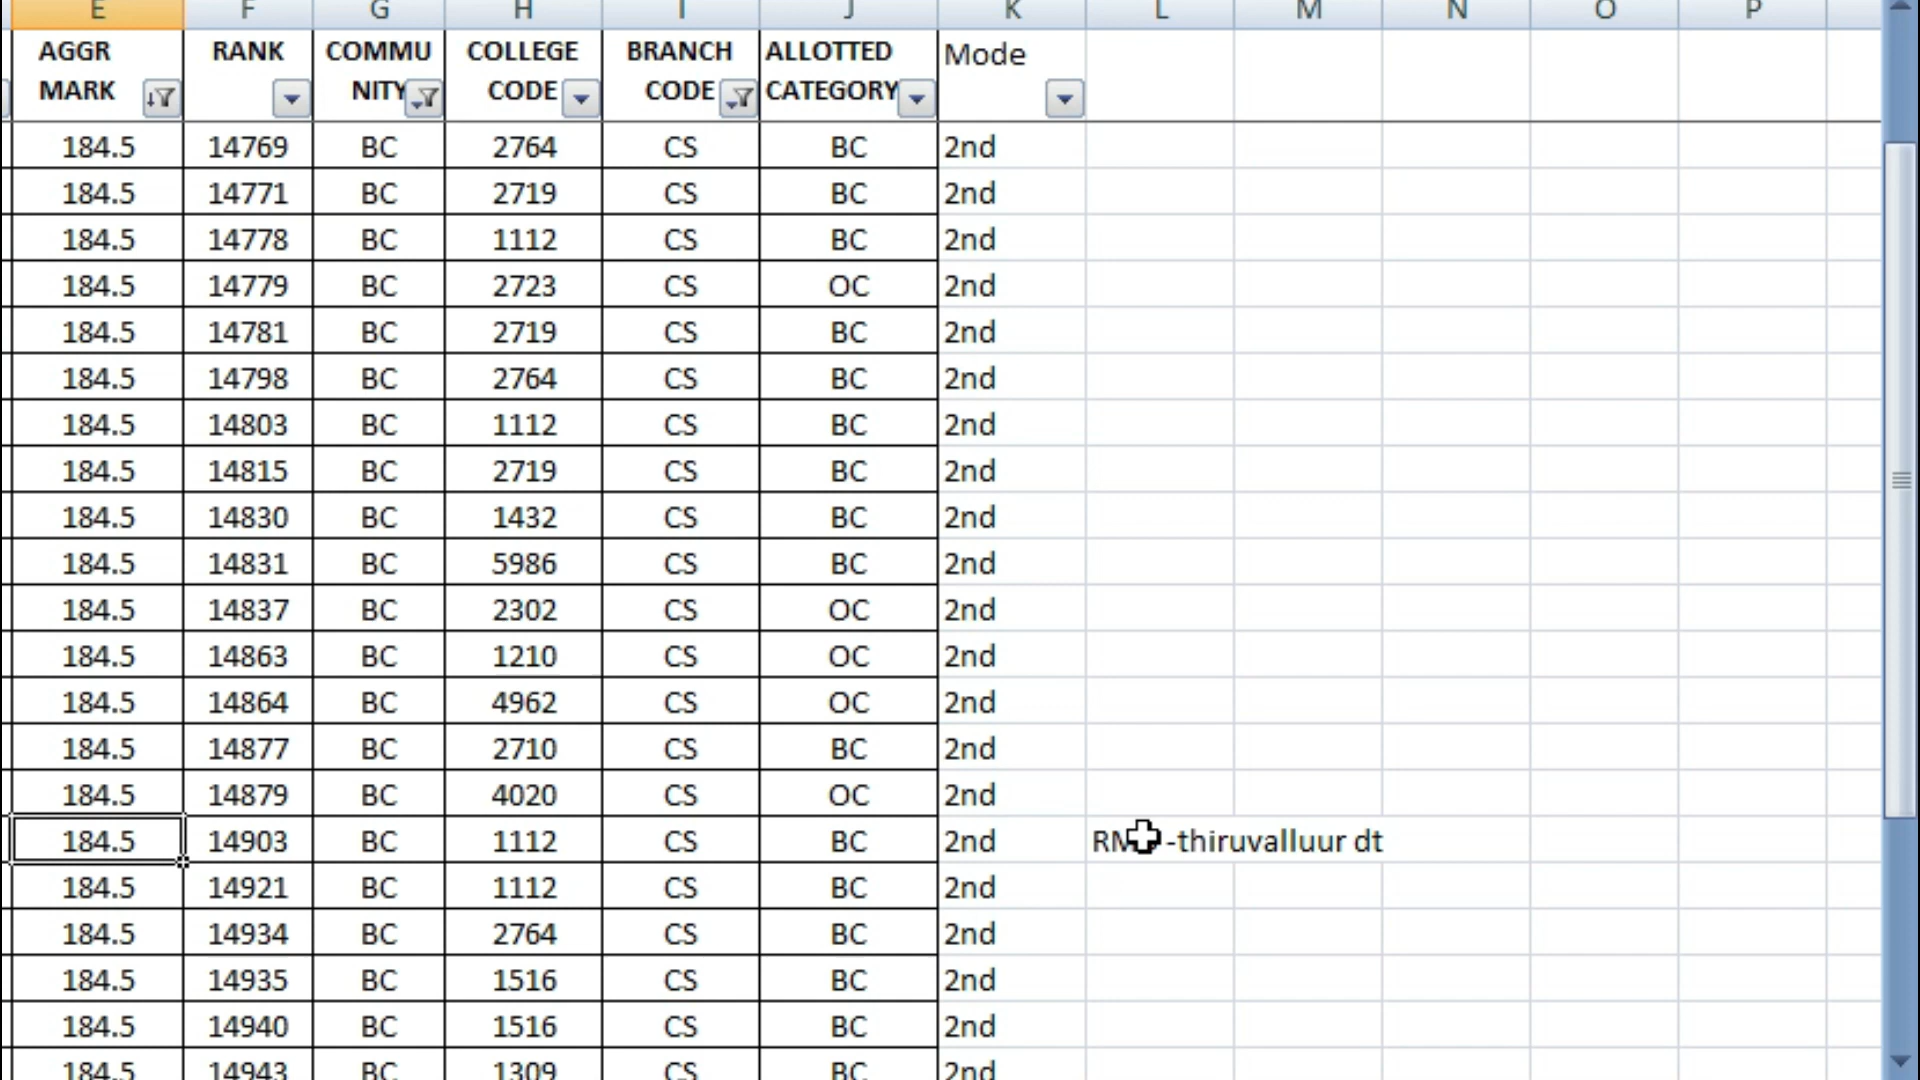 E F G H I J K L M N O P
AGGR MARK RANK COMMU NITY COLLEGE CODE BRANCH CODE ALLOTTED CATEGORY Mode
184.5 14769 BC 2764 CS BC 2nd
184.5 14771 BC 2719 CS BC 2nd
184.5 14778 BC 1112 CS BC 2nd
184.5 14779 BC 2723 CS OC 2nd
184.5 14781 BC 2719 CS BC 2nd
184.5 14798 BC 2764 CS BC 2nd
184.5 14803 BC 1112 CS BC 2nd
184.5 14815 BC 2719 CS BC 2nd
184.5 14830 BC 1432 CS BC 2nd
184.5 14831 BC 5986 CS BC 2nd
184.5 14837 BC 2302 CS OC 2nd
184.5 14863 BC 1210 CS OC 2nd
184.5 14864 BC 4962 CS OC 2nd
184.5 14877 BC 2710 CS BC 2nd
184.5 14879 BC 4020 CS OC 2nd
184.5 14903 BC 1112 CS BC 2nd -thiruvalluur dt
184.5 14921 BC 1112 CS BC 2nd
184.5 14934 BC 2764 CS BC 2nd
184.5 14935 BC 1516 CS BC 2nd
184.5 14940 BC 1516 CS BC 2nd
184.5 14943 BC 1309 CS BC 2nd